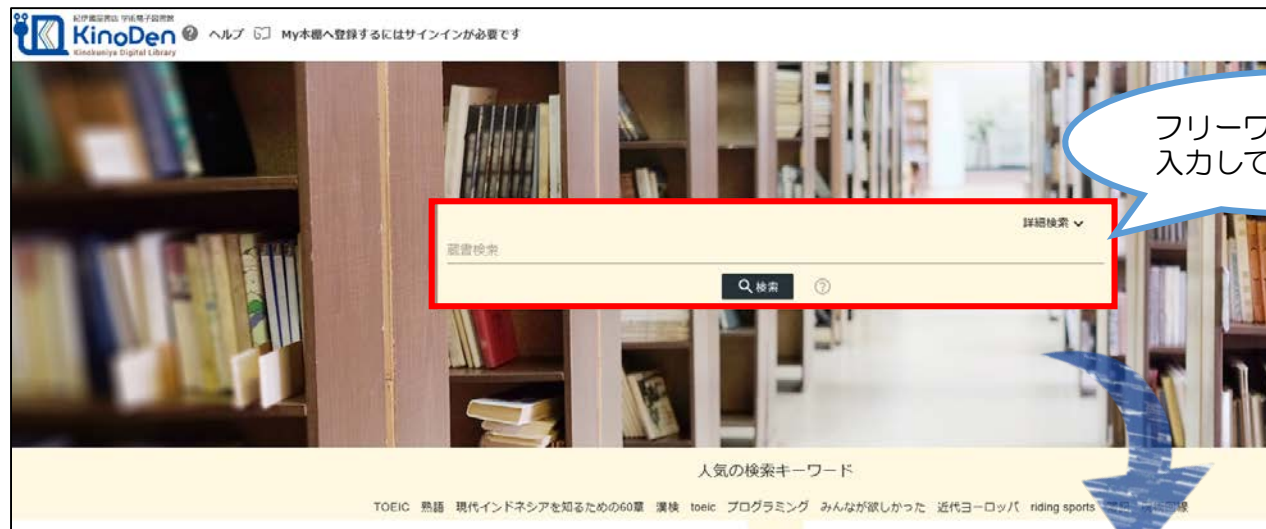 紀伊國屋書店 学術電子図書館
KinoDen
Kinokuniya Digital Library
ヘルプ My本棚へ登録するにはサインインが必要です
フリーワ
入力して
詳細検索
蔵書検索
検索
人気の検索キーワード
TOEIC 熟語 現代インドネシアを知るための60章 漢検 toeic プログラミング みんなが欲しかった 近代ヨーロッパ riding sports